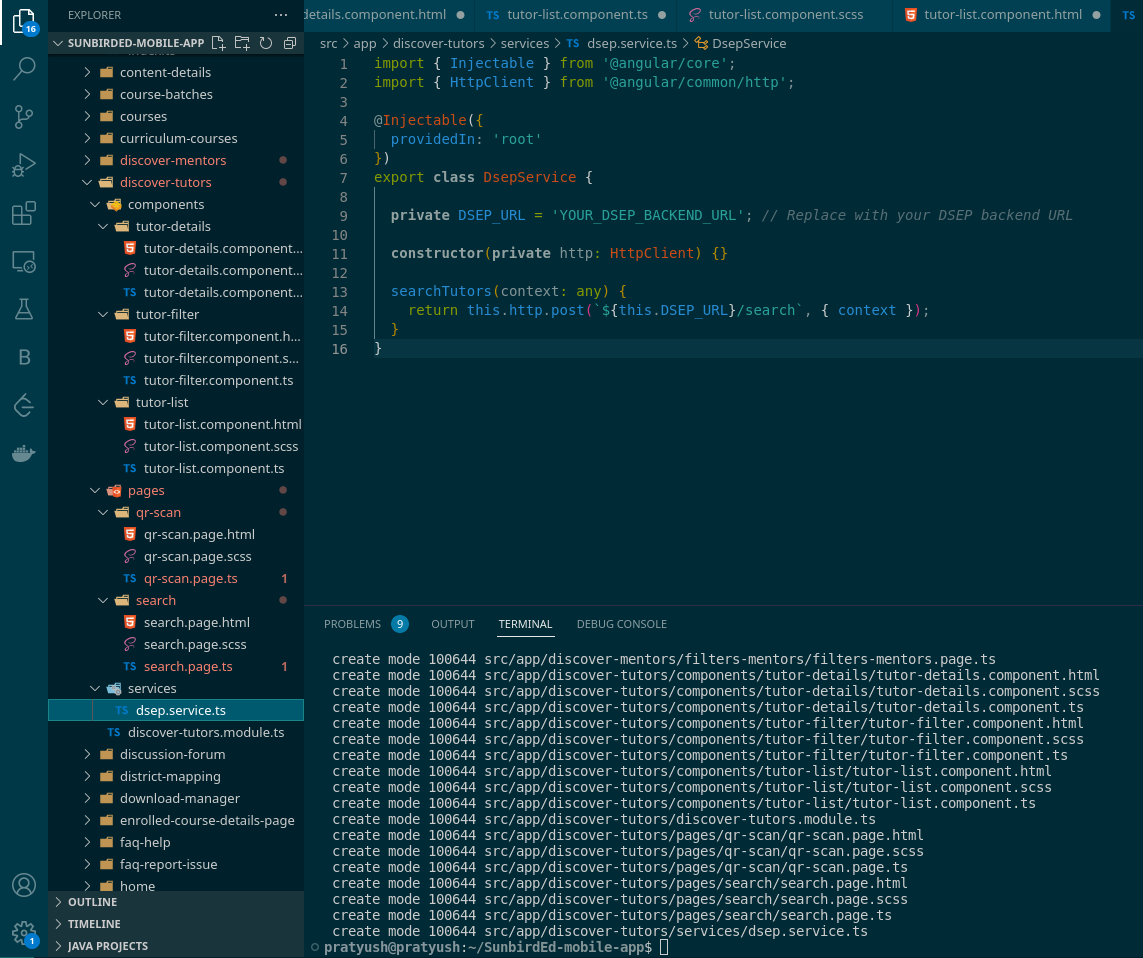 EXPLORER
···
SUNBIRDED-MOBILE-APP
content-details
course-batches
courses
curriculum-courses
discover-mentors
discover-tutors
components
tutor-details
tutor-details.component...
tutor-details.component...
TS tutor-details.component...
tutor-filter
tutor-filter.component.h...
tutor-filter.component.s...
TS tutor-filter.component.ts
tutor-list
tutor-list.component.html
tutor-list.component.scss
TS tutor-list.component.ts
pages
qr-scan
qr-scan.page.html
qr-scan.page.scss
TS qr-scan.page.ts 1
search
search.page.html
search.page.scss
TS search.page.ts 1
services
TS dsep.service.ts
TS discover-tutors.module.ts
discussion-forum
district-mapping
download-manager
enrolled-course-details-page
faq-help
faq-report-issue
home
OUTLINE
TIMELINE
JAVA PROJECTS
16
B
1
details.component.html
TS tutor-list.component.ts
tutor-list.component.scss
tutor-list.component.html
TS
src > app > discover-tutors > services > TS dsep.service.ts > DsepService
1 import { Injectable } from '@angular/core';
2 import { HttpClient } from '@angular/common/http';
3
4 @Injectable({
5 providedIn: 'root'
6 })
7 export class DsepService {
8
9 private DSEP_URL = 'YOUR_DSEP_BACKEND_URL'; // Replace with your DSEP backend URL
10
11 constructor(private http: HttpClient) {}
12
13 searchTutors(context: any) {
14 return this.http.post(`${this.DSEP_URL}/search`, { context });
15 }
16 }
PROBLEMS 9 OUTPUT TERMINAL DEBUG CONSOLE
create mode 100644 src/app/discover-mentors/filters-mentors/filters-mentors.page.ts
create mode 100644 src/app/discover-tutors/components/tutor-details/tutor-details.component.html
create mode 100644 src/app/discover-tutors/components/tutor-details/tutor-details.component.scss
create mode 100644 src/app/discover-tutors/components/tutor-details/tutor-details.component.ts
create mode 100644 src/app/discover-tutors/components/tutor-filter/tutor-filter.component.html
create mode 100644 src/app/discover-tutors/components/tutor-filter/tutor-filter.component.scss
create mode 100644 src/app/discover-tutors/components/tutor-filter/tutor-filter.component.ts
create mode 100644 src/app/discover-tutors/components/tutor-list/tutor-list.component.html
create mode 100644 src/app/discover-tutors/components/tutor-list/tutor-list.component.scss
create mode 100644 src/app/discover-tutors/components/tutor-list/tutor-list.component.ts
create mode 100644 src/app/discover-tutors/discover-tutors.module.ts
create mode 100644 src/app/discover-tutors/pages/qr-scan/qr-scan.page.html
create mode 100644 src/app/discover-tutors/pages/qr-scan/qr-scan.page.scss
create mode 100644 src/app/discover-tutors/pages/qr-scan/qr-scan.page.ts
create mode 100644 src/app/discover-tutors/pages/search/search.page.html
create mode 100644 src/app/discover-tutors/pages/search/search.page.scss
create mode 100644 src/app/discover-tutors/pages/search/search.page.ts
create mode 100644 src/app/discover-tutors/services/dsep.service.ts
pratyush@pratyush:~/SunbirdEd-mobile-app$